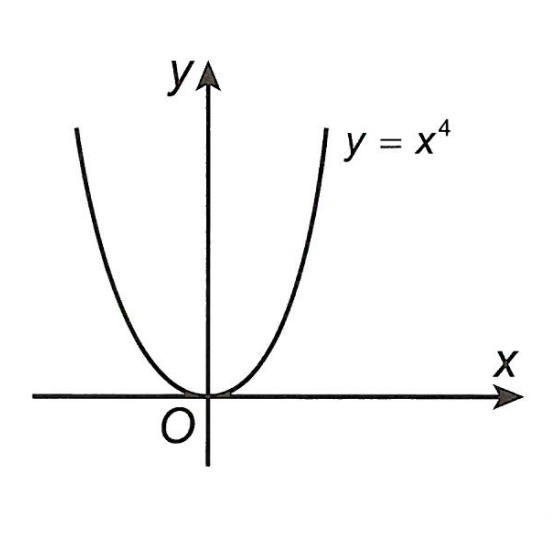 y
y = x⁴
x
O